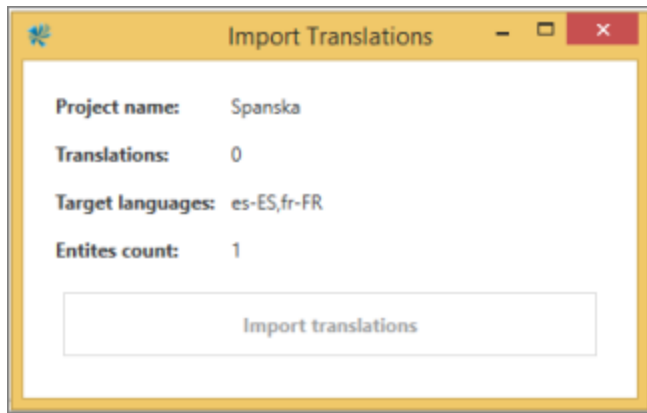 Import Translations
Project name: Spanska
Translations: 0
Target languages: es-ES,fr-FR
Entites count: 1
Import translations